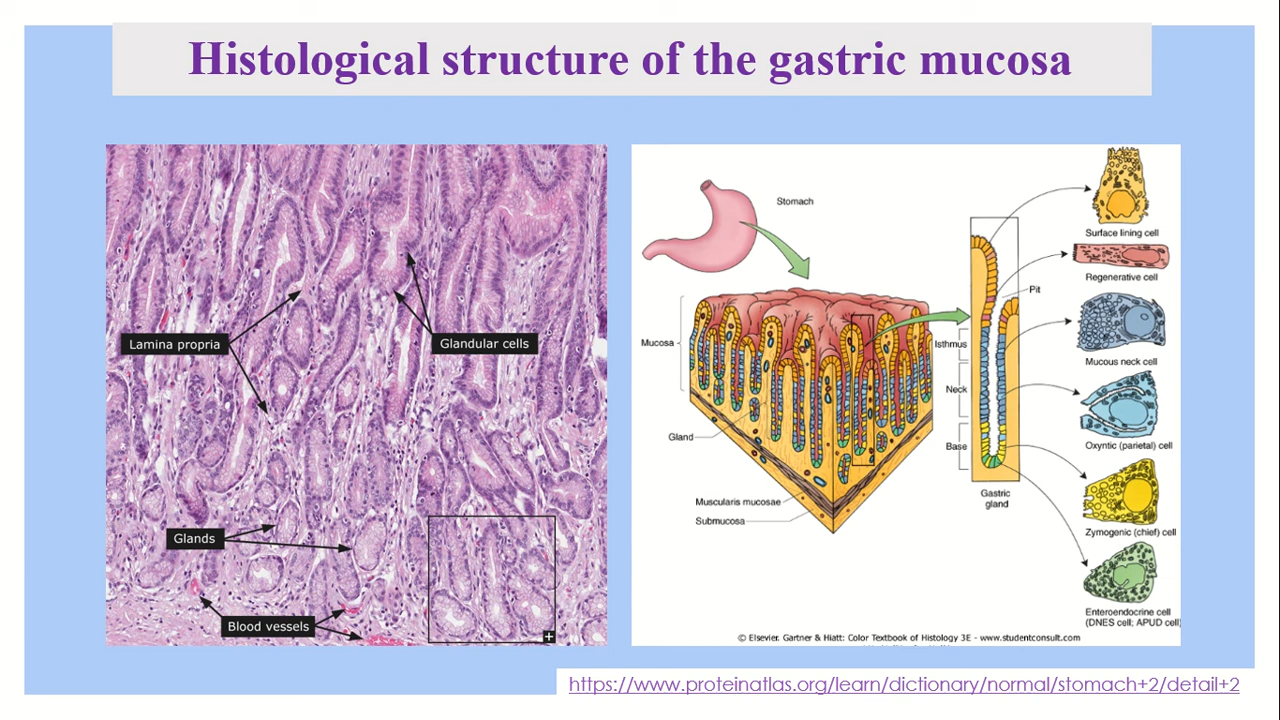 Histological structure of the gastric mucosa
Lamina propria
Glandular cells
Glands
Blood vessels
Stomach
Mucosa
Gland
Muscularis mucosae
Submucosa
Pit
Isthmus
Neck
Base
Gastric
gland
Surface lining cell
Regenerative cell
Mucous neck cell
Oxyntic (parietal) cell
Zymogenic (chief) cell
Enteroendocrine cell
(DNES cell; APUD cell)
© Elsevier. Gartner & Hiatt: Color Textbook of Histology 3E - www.studentconsult.com
https://www.proteinatlas.org/learn/dictionary/normal/stomach+2/detail+2